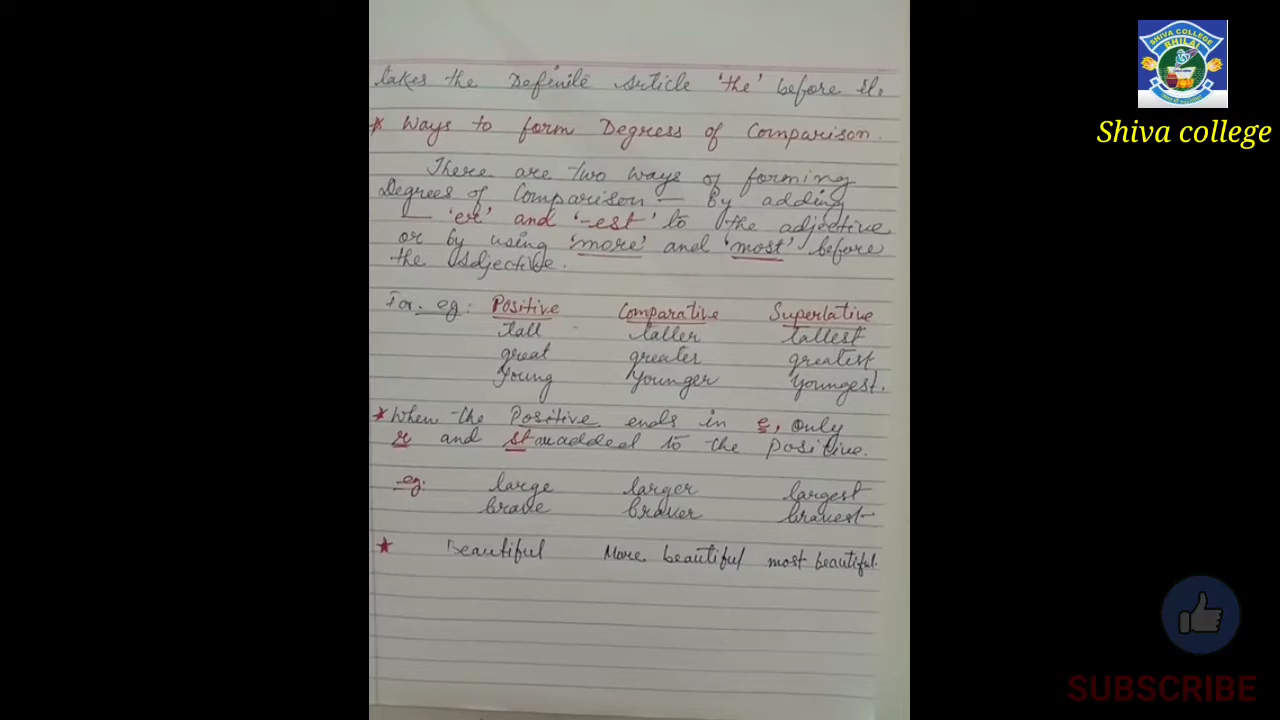 takes the Definite Article 'the' before it.
* Ways to form Degrees of Comparison.
There are two ways of forming
Degrees of Comparison — By adding
— 'er' and '-est' to the adjective
or by using 'more' and 'most' before
the Adjective.
For. eg: Positive Comparative Superlative
tall taller tallest
great greater greatest
Young Younger Youngest.
* When the Positive ends in e, Only
r and st are added to the positive.
eg: large larger largest
brave braver bravest
* Beautiful More beautiful most beautiful.
SHIVA COLLEGE
BHILAI
Shiva college
SUBSCRIBE